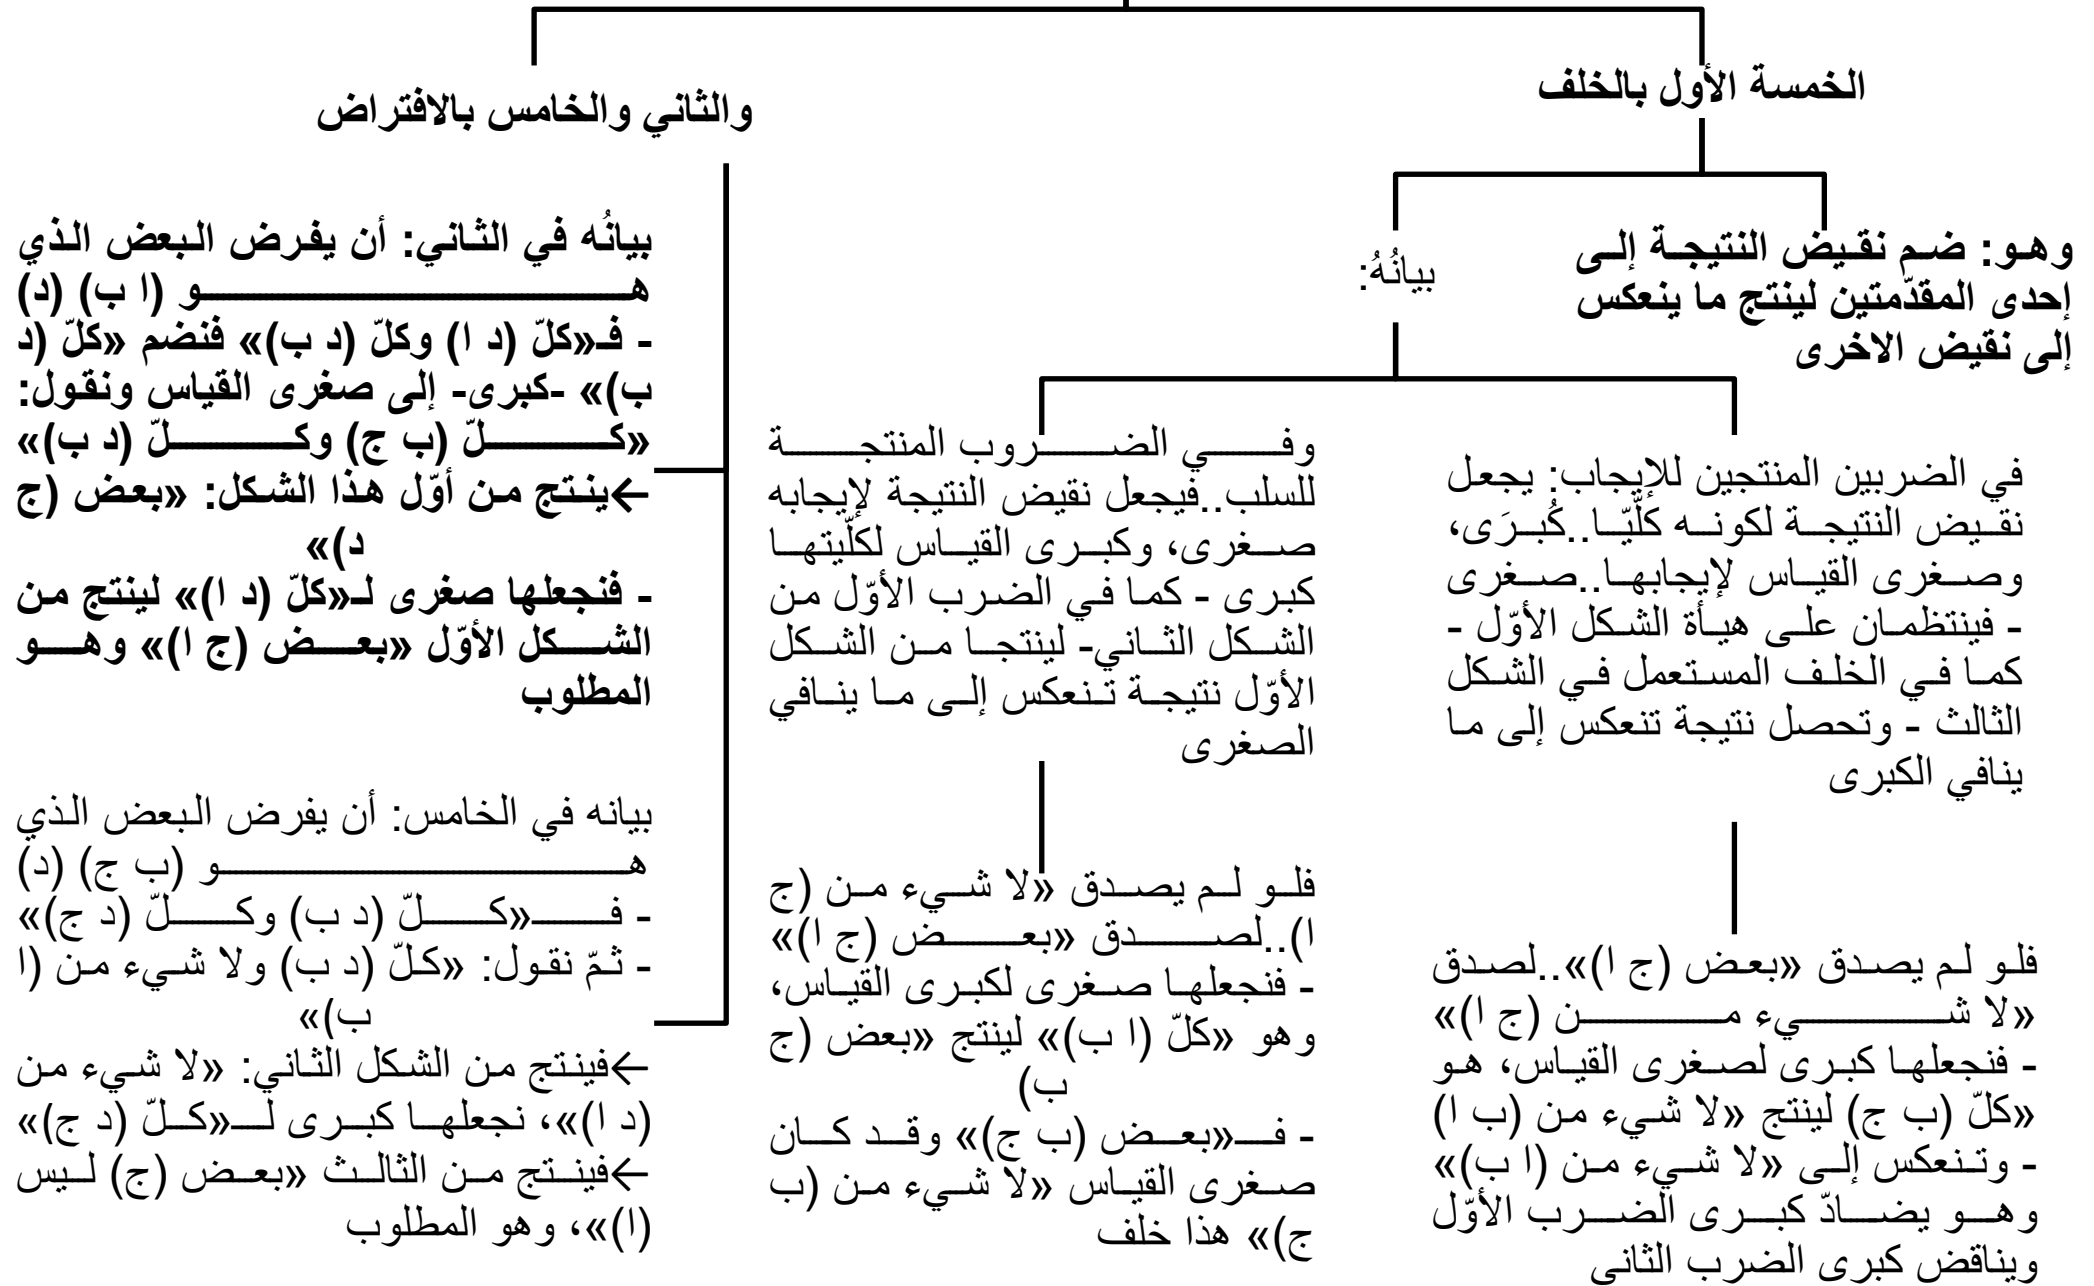 الخمسة الأول بالخلف
وهو: ضم نقيض النتيجة إلى
إحدى المقدّمتين لينتج ما ينعكس
إلى نقيض الاخرى
بيانُهُ:
في الضربين المنتجين للإيجاب: يجعل
نقيض النتيجة لكونه كلّيّا..كُبرَى،
وصغرى القياس لإيجابها..صغرى
- فينتظمان على هيأة الشكل الأوّل -
كما في الخلف المستعمل في الشكل
الثالث - وتحصل نتيجة تنعكس إلى ما
ينافي الكبرى
فلو لم يصدق «بعض (ج ا)»..لصدق
«لا شيء من (ج ا)»
- فنجعلها كبرى لصغرى القياس، هو
«كلّ (ب ج) لينتج «لا شيء من (ب ا)
- وتنعكس إلى «لا شيء من (ا ب)»
وهو يضادّ كبرى الضرب الأوّل
ويناقض كبرى الضرب الثاني
وفي الضروب المنتجة
للسلب..فيجعل نقيض النتيجة لإيجابه
صغرى، وكبرى القياس لكلّيتها
كبرى - كما في الضرب الأوّل من
الشكل الثاني- لينتجا من الشكل
الأوّل نتيجة تنعكس إلى ما ينافي
الصغرى
فلو لم يصدق «لا شيء من (ج
ا)..لصدق «بعض (ج ا)»
- فنجعلها صغرى لكبرى القياس،
وهو «كلّ (ا ب)» لينتج «بعض (ج
ب)
- فـ«بعض (ب ج)» وقد كان
صغرى القياس «لا شيء من (ب
ج)» هذا خلف
والثاني والخامس بالافتراض
بيانُه في الثاني: أن يفرض البعض الذي
هو (ا ب) (د)
- فـ«كلّ (د ا) وكلّ (د ب)» فنضم «كلّ (د
ب)» -كبرى- إلى صغرى القياس ونقول:
«كلّ (ب ج) وكلّ (د ب)»
←ينتج من أوّل هذا الشكل: «بعض (ج
د)»
- فنجعلها صغرى لـ«كلّ (د ا)» لينتج من
الشكل الأوّل «بعض (ج ا)» وهو
المطلوب
بيانه في الخامس: أن يفرض البعض الذي
هو (ب ج) (د)
- فـ«كلّ (د ب) وكلّ (د ج)»
- ثمّ نقول: «كلّ (د ب) ولا شيء من (ا
ب)»
←فينتج من الشكل الثاني: «لا شيء من
(د ا)»، نجعلها كبرى لـ«كلّ (د ج)»
←فينتج من الثالث «بعض (ج) ليس
(ا)»، وهو المطلوب